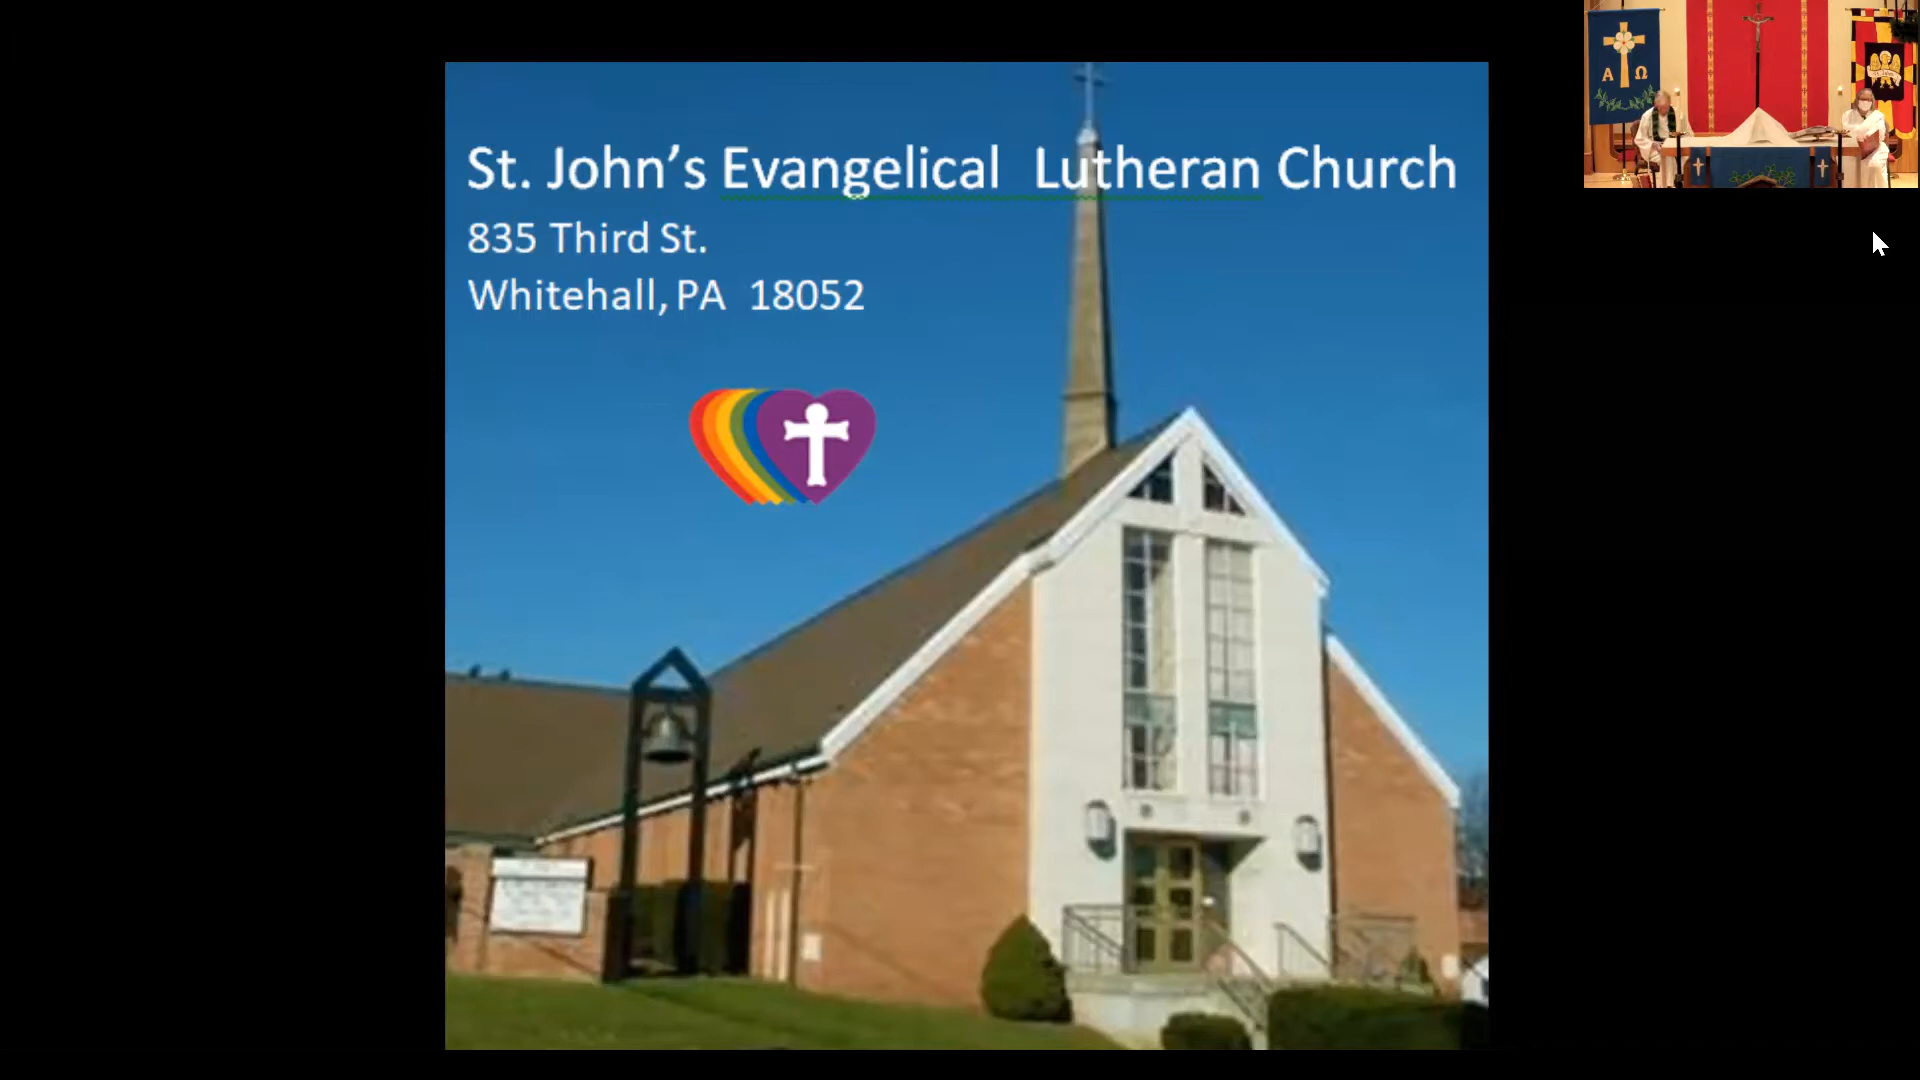 St. John’s Evangelical Lutheran Church
835 Third St.
Whitehall, PA 18052
Α Ω